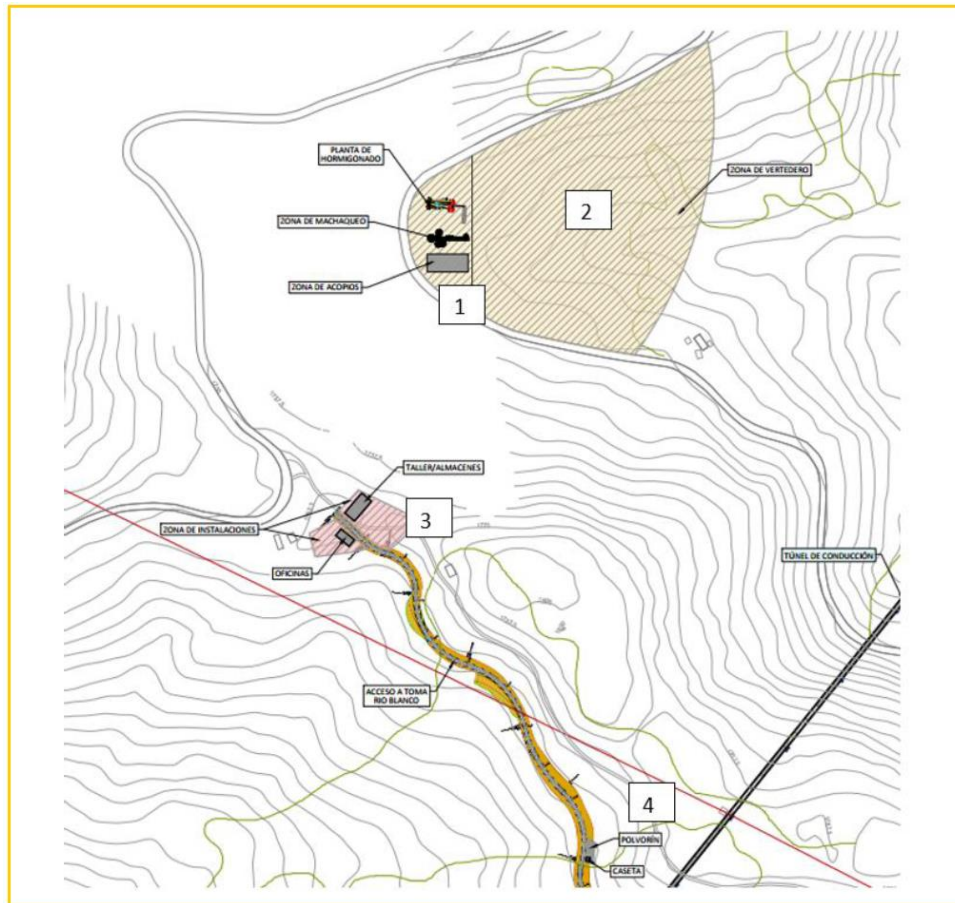 PLANTA DE
HORMIGONADO
ZONA DE VERTEDERO
2
ZONA DE MACHAQUEO
ZONA DE ACOPIOS
1
TALLER/ALMACENES
3
ZONA DE INSTALACIONES
OFICINAS
TÚNEL DE CONDUCCIÓN
ACCESO A TOMA
RIO BLANCO
4
POLVORÍN
CASETA